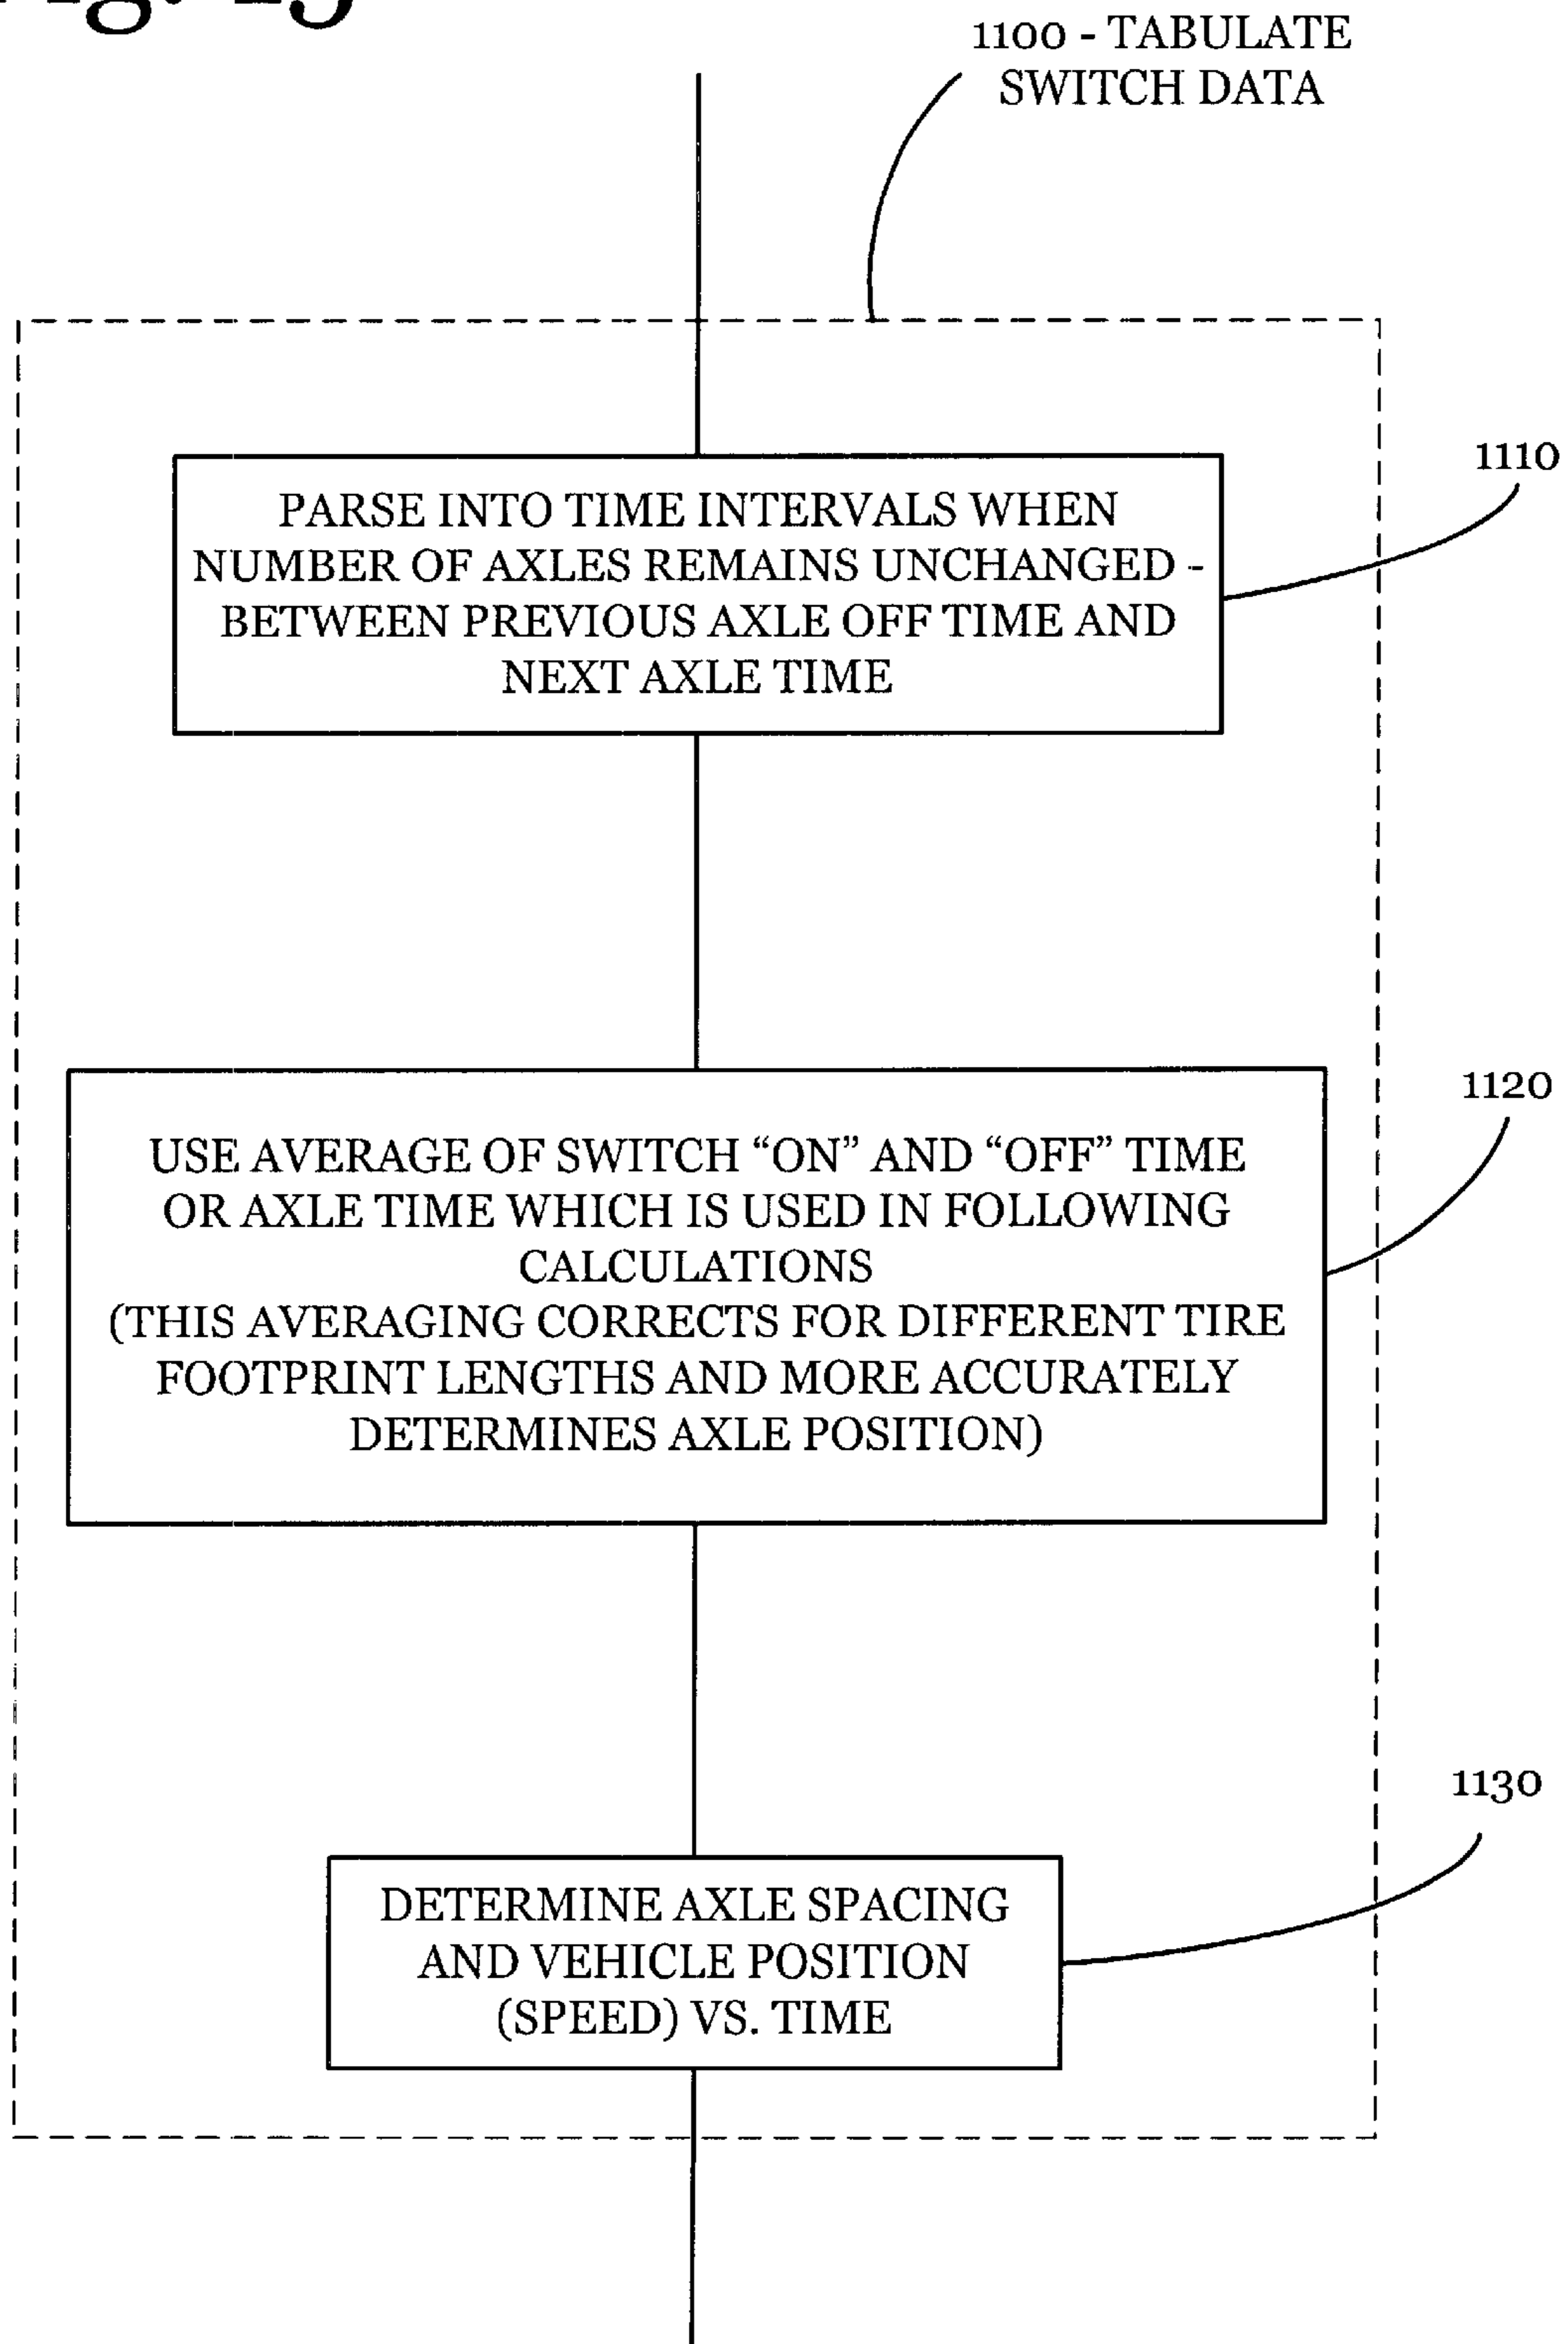 1100 - TABULATE
SWITCH DATA
1110
PARSE INTO TIME INTERVALS WHEN
NUMBER OF AXLES REMAINS UNCHANGED -
BETWEEN PREVIOUS AXLE OFF TIME AND
NEXT AXLE TIME
1120
USE AVERAGE OF SWITCH “ON” AND “OFF” TIME
OR AXLE TIME WHICH IS USED IN FOLLOWING
CALCULATIONS
(THIS AVERAGING CORRECTS FOR DIFFERENT TIRE
FOOTPRINT LENGTHS AND MORE ACCURATELY
DETERMINES AXLE POSITION)
1130
DETERMINE AXLE SPACING
AND VEHICLE POSITION
(SPEED) VS. TIME